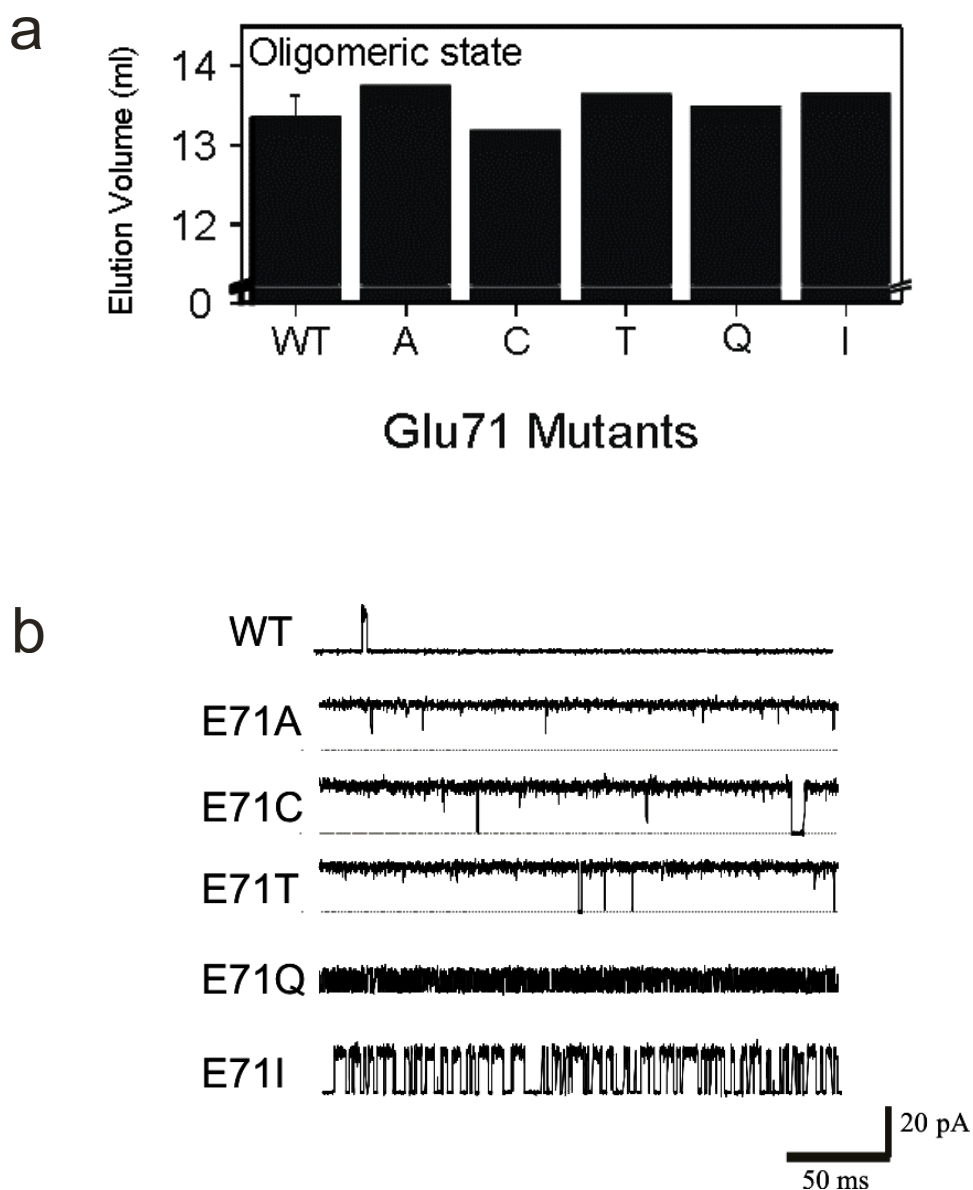 a
Oligomeric state
Elution Volume (ml)
14
13
12
0
WT A C T Q I
Glu71 Mutants
b
WT
E71A
E71C
E71T
E71Q
E71I
20 pA
50 ms